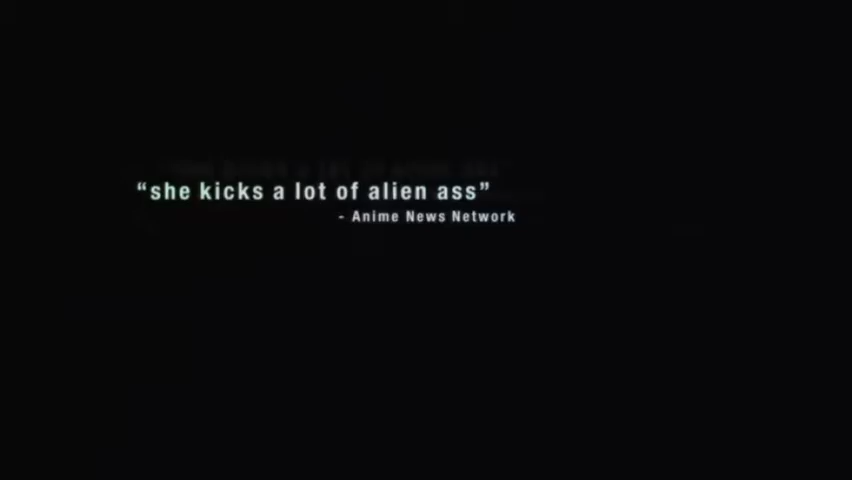 “she kicks a lot of alien ass”
- Anime News Network